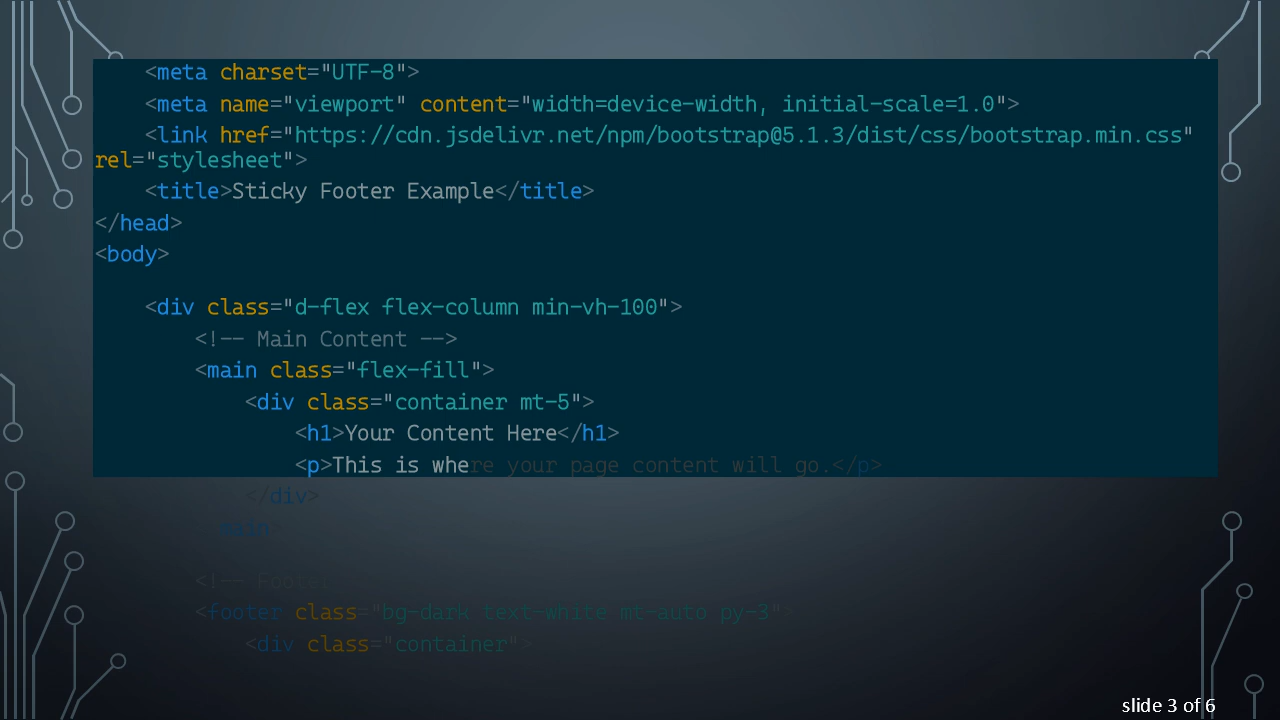 <meta charset="UTF-8">
<meta name="viewport" content="width=device-width, initial-scale=1.0">
<link href="https://cdn.jsdelivr.net/npm/bootstrap@5.1.3/dist/css/bootstrap.min.css"
rel="stylesheet">
<title>Sticky Footer Example</title>
</head>
<body>
<div class="d-flex flex-column min-vh-100">
<!-- Main Content -->
<main class="flex-fill">
<div class="container mt-5">
<h1>Your Content Here</h1>
<p>This is where your page content will go.</p>
</div>
main>
<!-- Footer
<footer class="bg-dark text-white mt-auto py-3">
<div class="container">
slide 3 of 6